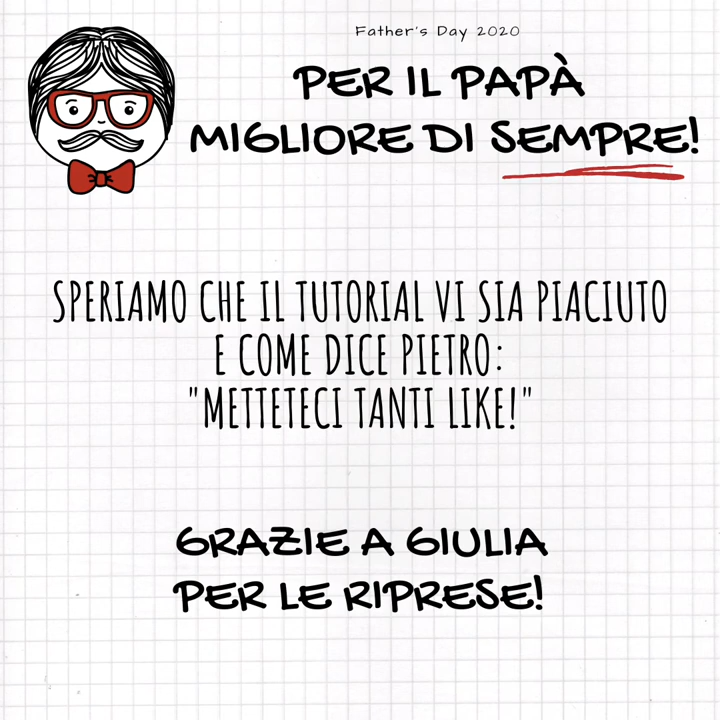 Father's Day 2020
PER IL PAPÀ
MIGLIORE DI SEMPRE!
SPERIAMO CHE IL TUTORIAL VI SIA PIACIUTO
E COME DICE PIETRO:
"METTETECI TANTI LIKE!"
GRAZIE A GIULIA
PER LE RIPRESE!